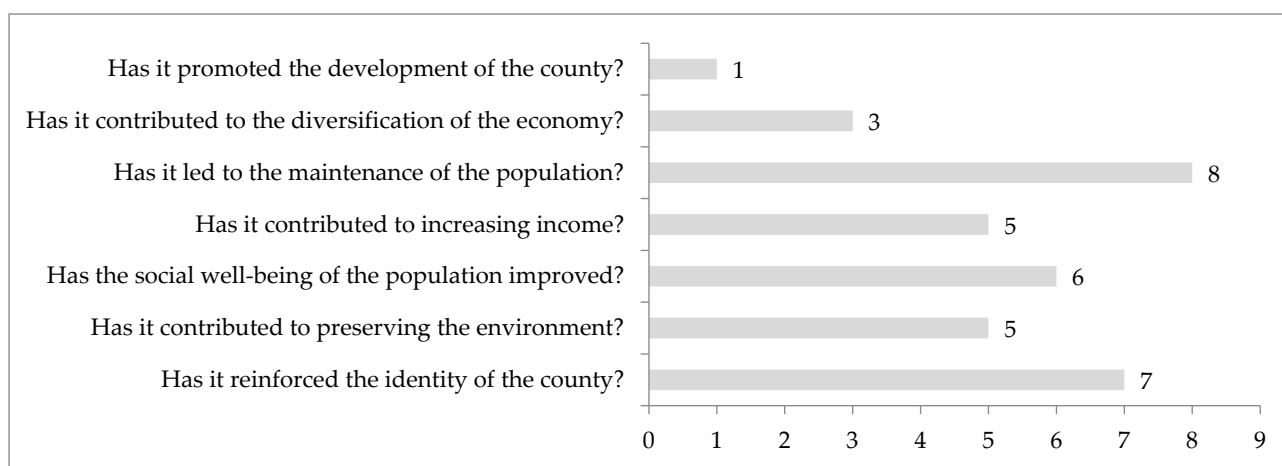 Has it promoted the development of the county? 1
Has it contributed to the diversification of the economy? 3
Has it led to the maintenance of the population? 8
Has it contributed to increasing income? 5
Has the social well-being of the population improved? 6
Has it contributed to preserving the environment? 5
Has it reinforced the identity of the county? 7
0 1 2 3 4 5 6 7 8 9